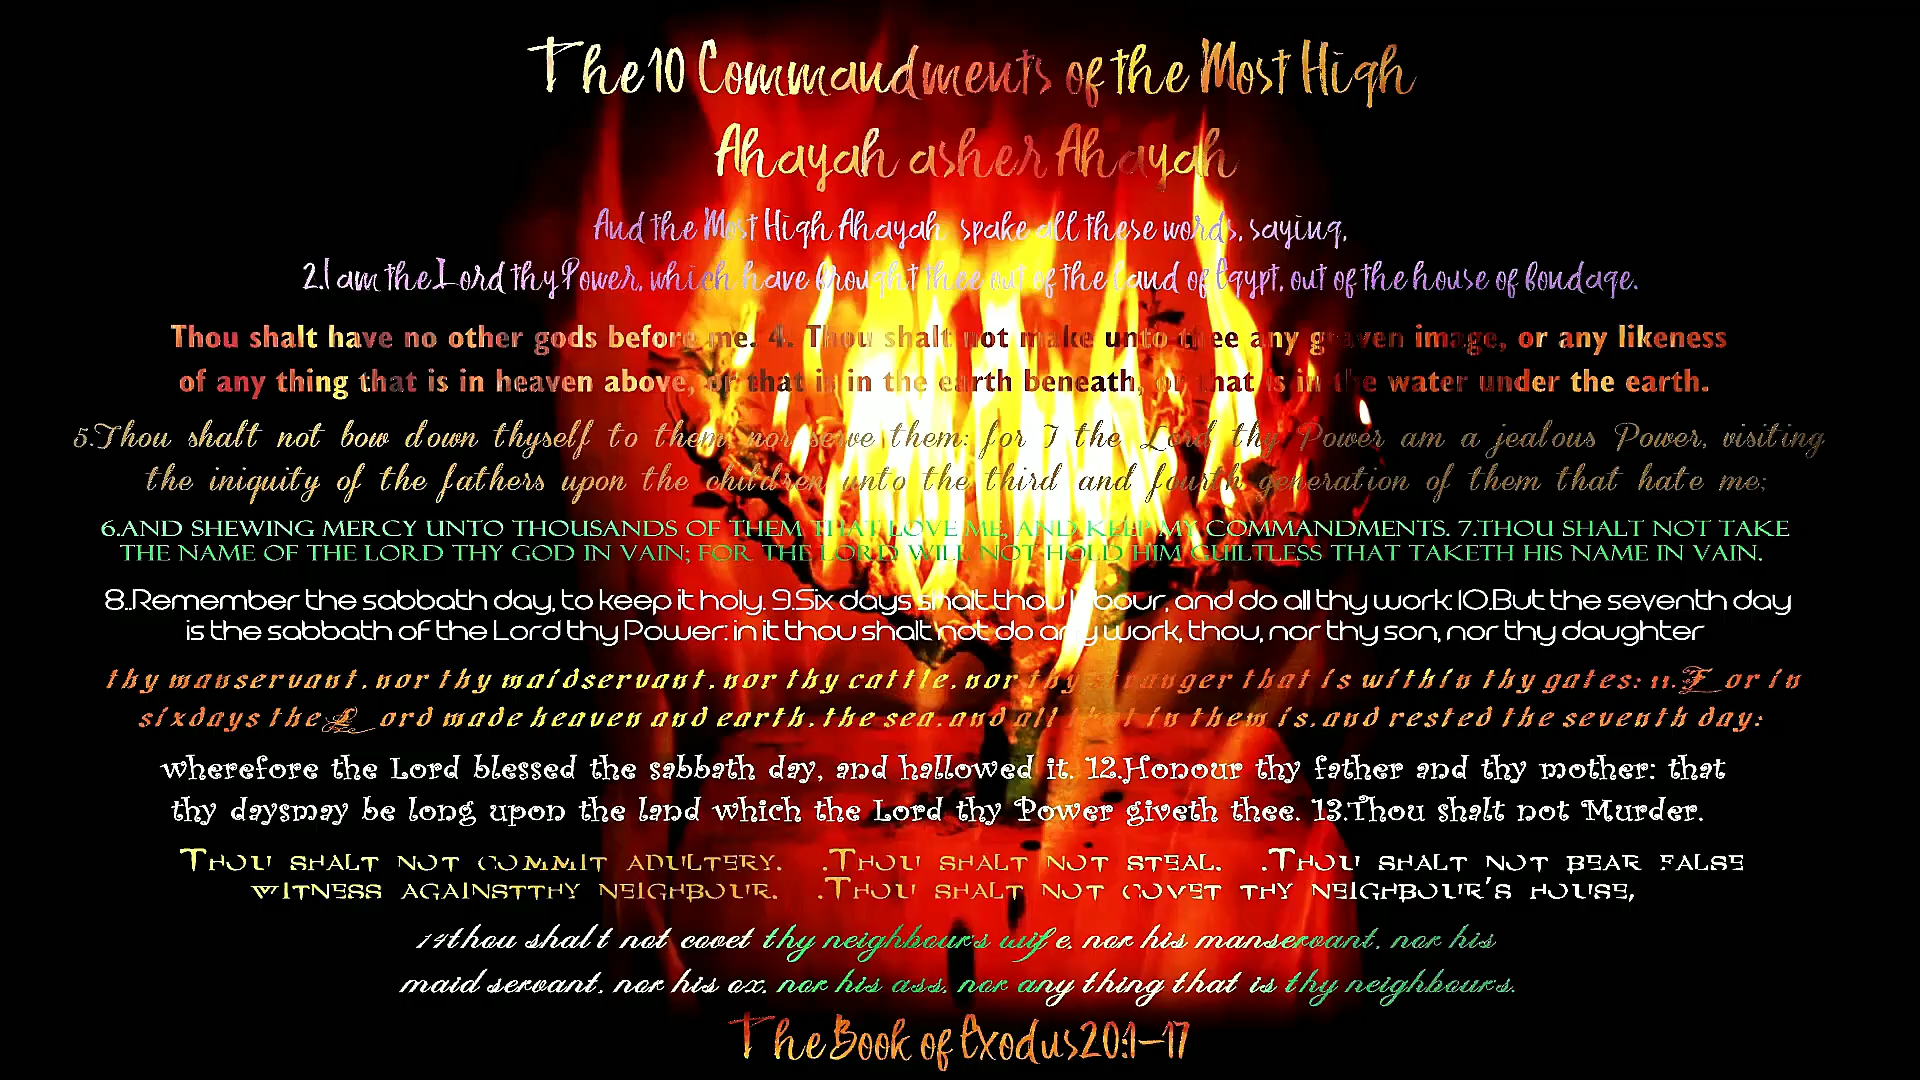 The 10 Commandments of the Most High
Ahayah asher Ahayah
And the Most High Ahayah spake all these words, saying,
2.I am the Lord thy Power, which have brought thee out of the land of Egypt, out of the house of bondage.
Thou shalt have no other gods before me. 4. Thou shalt not make unto thee any graven image, or any likeness
of any thing that is in heaven above, or that is in the earth beneath, or that is in the water under the earth.
5.Thou shalt not bow down thyself to them, nor serve them: for I the Lord thy Power am a jealous Power, visiting
the iniquity of the fathers upon the children unto the third and fourth generation of them that hate me;
6.AND SHEWING MERCY UNTO THOUSANDS OF THEM THAT LOVE ME, AND KEEP MY COMMANDMENTS. 7.THOU SHALT NOT TAKE
THE NAME OF THE LORD THY GOD IN VAIN; FOR THE LORD WILL NOT HOLD HIM GUILTLESS THAT TAKETH HIS NAME IN VAIN.
8..Remember the sabbath day, to keep it holy. 9.Six days shalt thou labour, and do all thy work: 10.But the seventh day
is the sabbath of the Lord thy Power: in it thou shalt not do any work, thou, nor thy son, nor thy daughter
thy manservant, nor thy maidservant, nor thy cattle, nor thy stranger that is within thy gates: 11.For in
sixdays the Lord made heaven and earth, the sea, and all that in them is, and rested the seventh day:
wherefore the Lord blessed the sabbath day, and hallowed it. 12.Honour thy father and thy mother: that
thy daysmay be long upon the land which the Lord thy Power giveth thee. 13.Thou shalt not Murder.
THOU SHALT NOT COMMIT ADULTERY. .THOU SHALT NOT STEAL. .THOU SHALT NOT BEAR FALSE
WITNESS AGAINSTTHY NEIGHBOUR. .THOU SHALT NOT COVET THY NEIGHBOUR'S HOUSE,
14thou shalt not covet thy neighbour's wife, nor his manservant, nor his
maid servant, nor his ox, nor his ass, nor any thing that is thy neighbours.
The Book of Exodus20:1-17